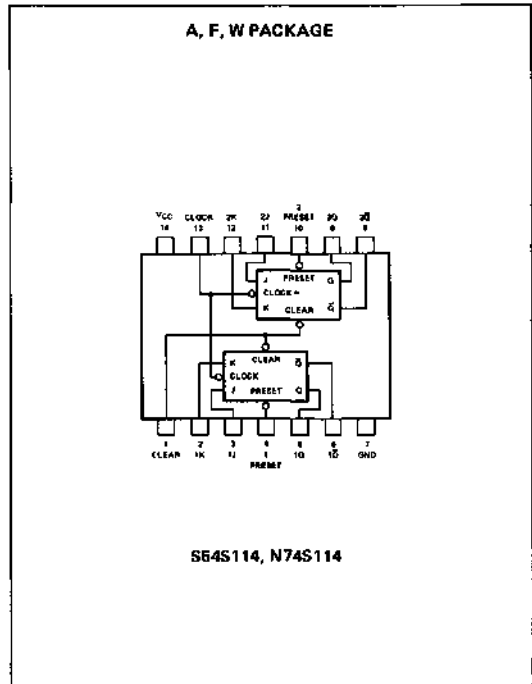 A, F, W PACKAGE
VCC CLOCK 2K 2J 2 PRESET 2Q 2Q̅
14 13 12 11 10 9 8
J PRESET Q
CLOCK
K CLEAR Q̅
K CLEAR Q̅
CLOCK
J PRESET Q
1 2 3 4 5 6 7
CLEAR 1K 1J 1 PRESET 1Q 1Q̅ GND
S54S114, N74S114